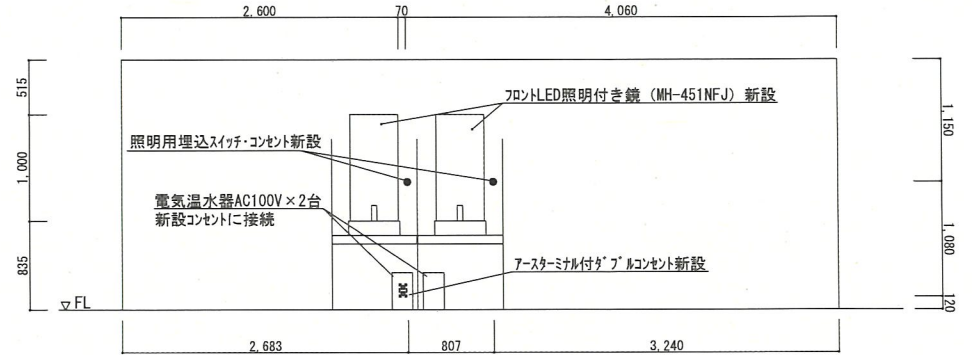 2,600
70
4,060
515
1,000
835
フロントLED照明付き鏡（MH-451NFJ）新設
照明用埋込スイッチ・コンセント新設
電気温水器AC100V×2台
新設コンセントに接続
アースターミナル付ダブルコンセント新設
1,150
1,080
120
▽FL
2,683
807
3,240